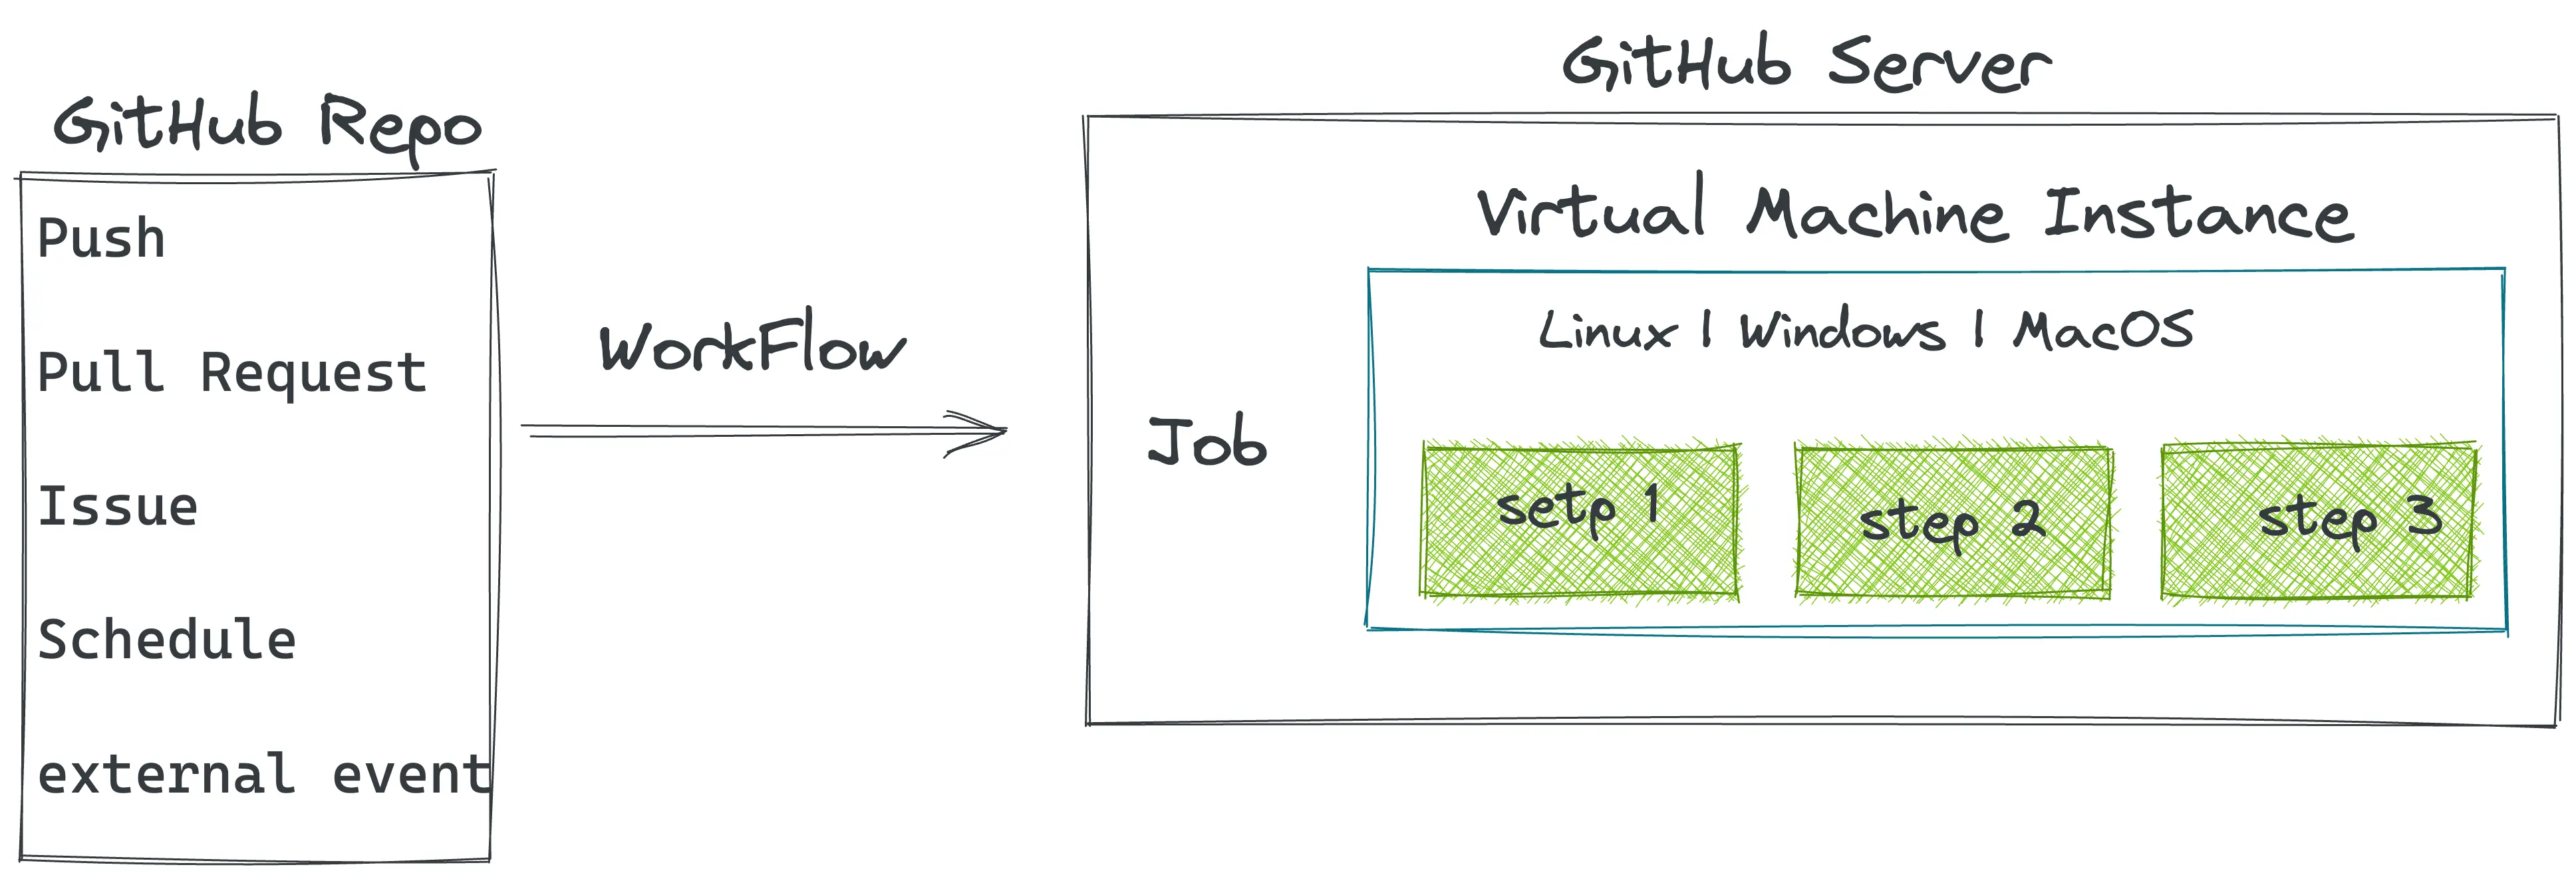 GitHub Repo
Push
Pull Request
Issue
Schedule
external event
WorkFlow
GitHub Server
Virtual Machine Instance
Linux | Windows | MacOS
Job
setp 1
step 2
step 3